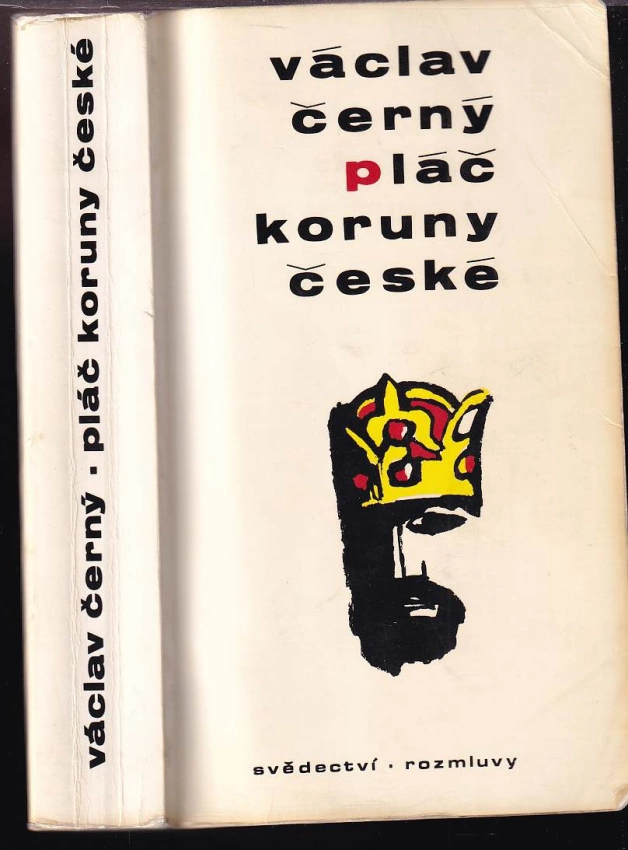 václav černý · pláč koruny české
václav
černý
pláč
koruny
české
svědectví · rozmluvy